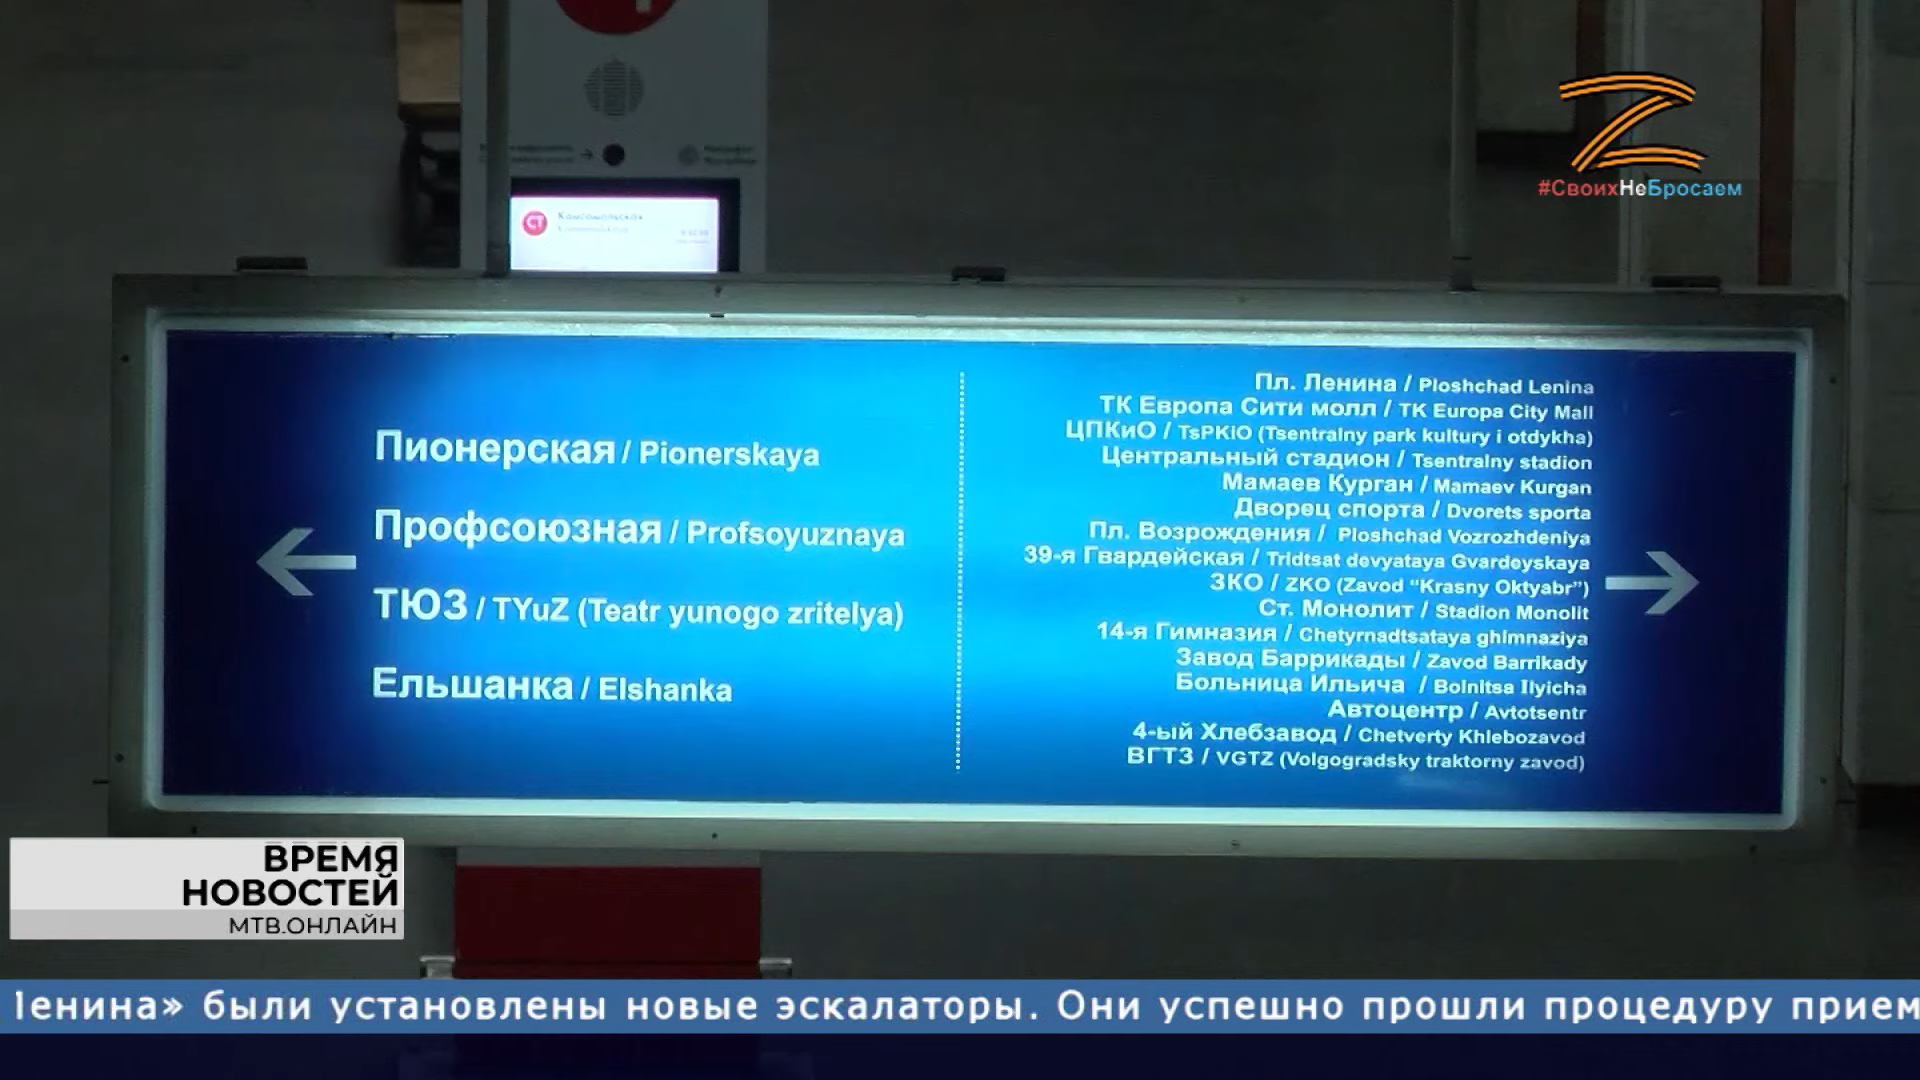 #СвоихНеБросаем
СТ
Комсомольская
Пионерская / Pionerskaya
Профсоюзная / Profsoyuznaya
ТЮЗ / TYuZ (Teatr yunogo zritelya)
Ельшанка / Elshanka
Пл. Ленина / Ploshchad Lenina
ТК Европа Сити молл / TK Europa City Mall
ЦПКиО / TsPKiO (Tsentralny park kultury i otdykha)
Центральный стадион / Tsentralny stadion
Мамаев Курган / Mamaev Kurgan
Дворец спорта / Dvorets sporta
Пл. Возрождения / Ploshchad Vozrozhdeniya
39-я Гвардейская / Tridtsat devyataya Gvardeyskaya
ЗКО / ZKO (Zavod "Krasny Oktyabr")
Ст. Монолит / Stadion Monolit
14-я Гимназия / Chetyrnadtsataya ghimnaziya
Завод Баррикады / Zavod Barrikady
Больница Ильича / Bolnitsa Ilyicha
Автоцентр / Avtotsentr
4-ый Хлебзавод / Chetverty Khlebozavod
ВГТЗ / VGTZ (Volgogradsky traktorny zavod)
ВРЕМЯ
НОВОСТЕЙ
МТВ.ОНЛАЙН
Ленина» были установлены новые эскалаторы. Они успешно прошли процедуру прием